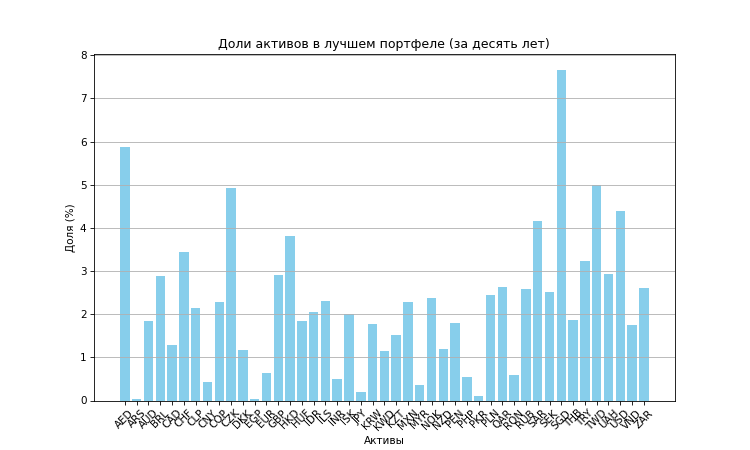 Доли активов в лучшем портфеле (за десять лет)
8
7
6
5
4
3
2
1
0
Доля (%)
AED ARS AUD BRL CAD CHF CLP CNY COP CZK DKK EGP EUR GBP HKD HUF IDR ILS INR ISK JPY KRW KWD KZT MXN MYR NOK NZD PEN PHP PKR PLN QAR RON RUB SAR SEK SGD THB TRY TWD UAH USD VND ZAR
Активы